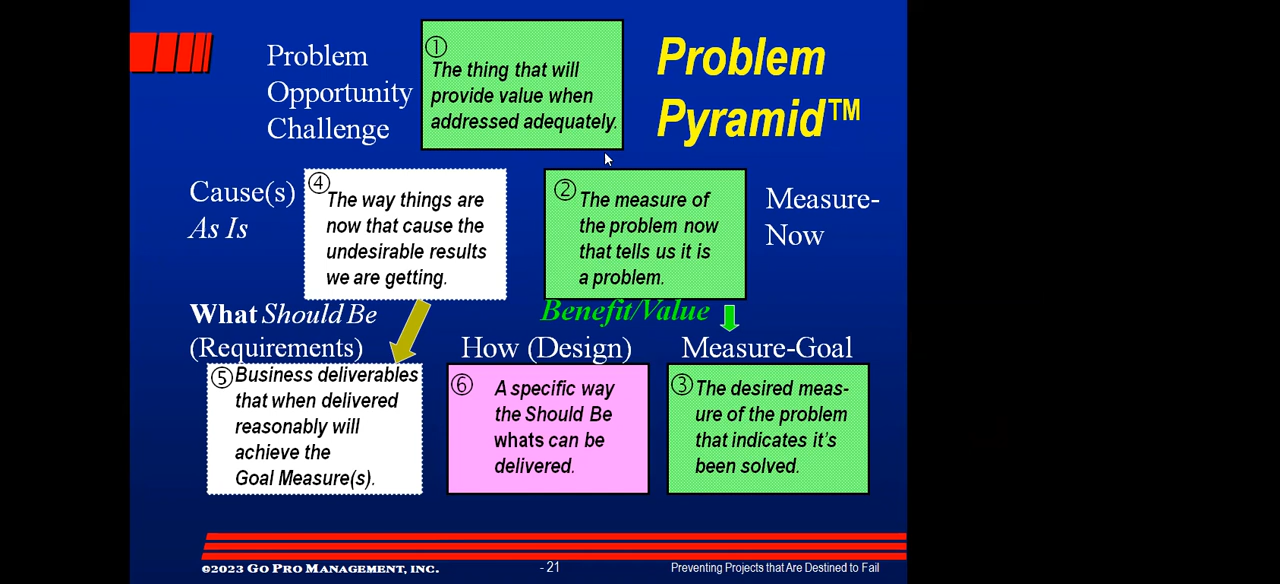 Problem
Opportunity
Challenge
①
The thing that will
provide value when
addressed adequately.
Problem
Pyramid™
Cause(s)
As Is
④
The way things are
now that cause the
undesirable results
we are getting.
②
The measure of
the problem now
that tells us it is
a problem.
Measure-
Now
What Should Be
(Requirements)
Benefit/Value
How (Design)
Measure-Goal
⑤
Business deliverables
that when delivered
reasonably will
achieve the
Goal Measure(s).
⑥
A specific way
the Should Be
whats can be
delivered.
③
The desired meas-
ure of the problem
that indicates it's
been solved.
©2023 GO PRO MANAGEMENT, INC.
- 21
Preventing Projects that Are Destined to Fail